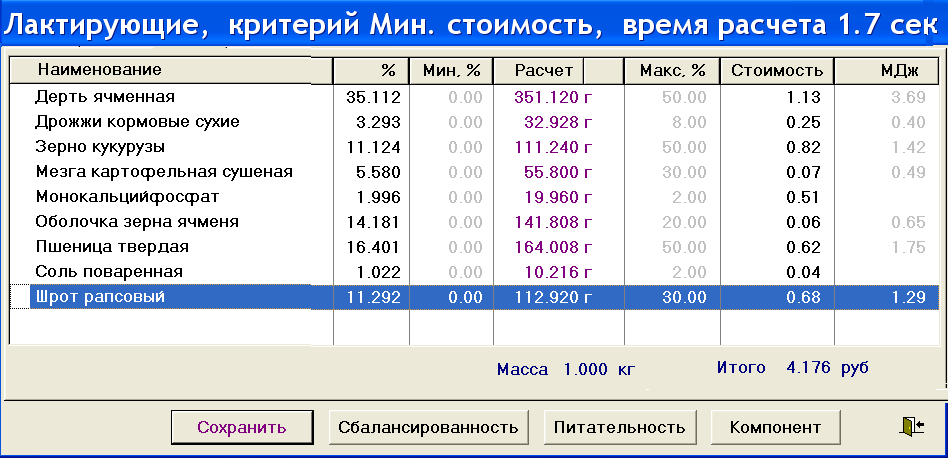 Лактирующие, критерий Мин. стоимость, время расчета 1.7 сек
Наименование % Мин, % Расчет Макс, % Стоимость МДж
Дерть ячменная 35.112 0.00 351.120 г 50.00 1.13 3.69
Дрожжи кормовые сухие 3.293 0.00 32.928 г 8.00 0.25 0.40
Зерно кукурузы 11.124 0.00 111.240 г 50.00 0.82 1.42
Мезга картофельная сушеная 5.580 0.00 55.800 г 30.00 0.07 0.49
Монокальцийфосфат 1.996 0.00 19.960 г 2.00 0.51
Оболочка зерна ячменя 14.181 0.00 141.808 г 20.00 0.06 0.65
Пшеница твердая 16.401 0.00 164.008 г 50.00 0.62 1.75
Соль поваренная 1.022 0.00 10.216 г 2.00 0.04
Шрот рапсовый 11.292 0.00 112.920 г 30.00 0.68 1.29
Масса 1.000 кг Итого 4.176 руб
Сохранить Сбалансированность Питательность Компонент